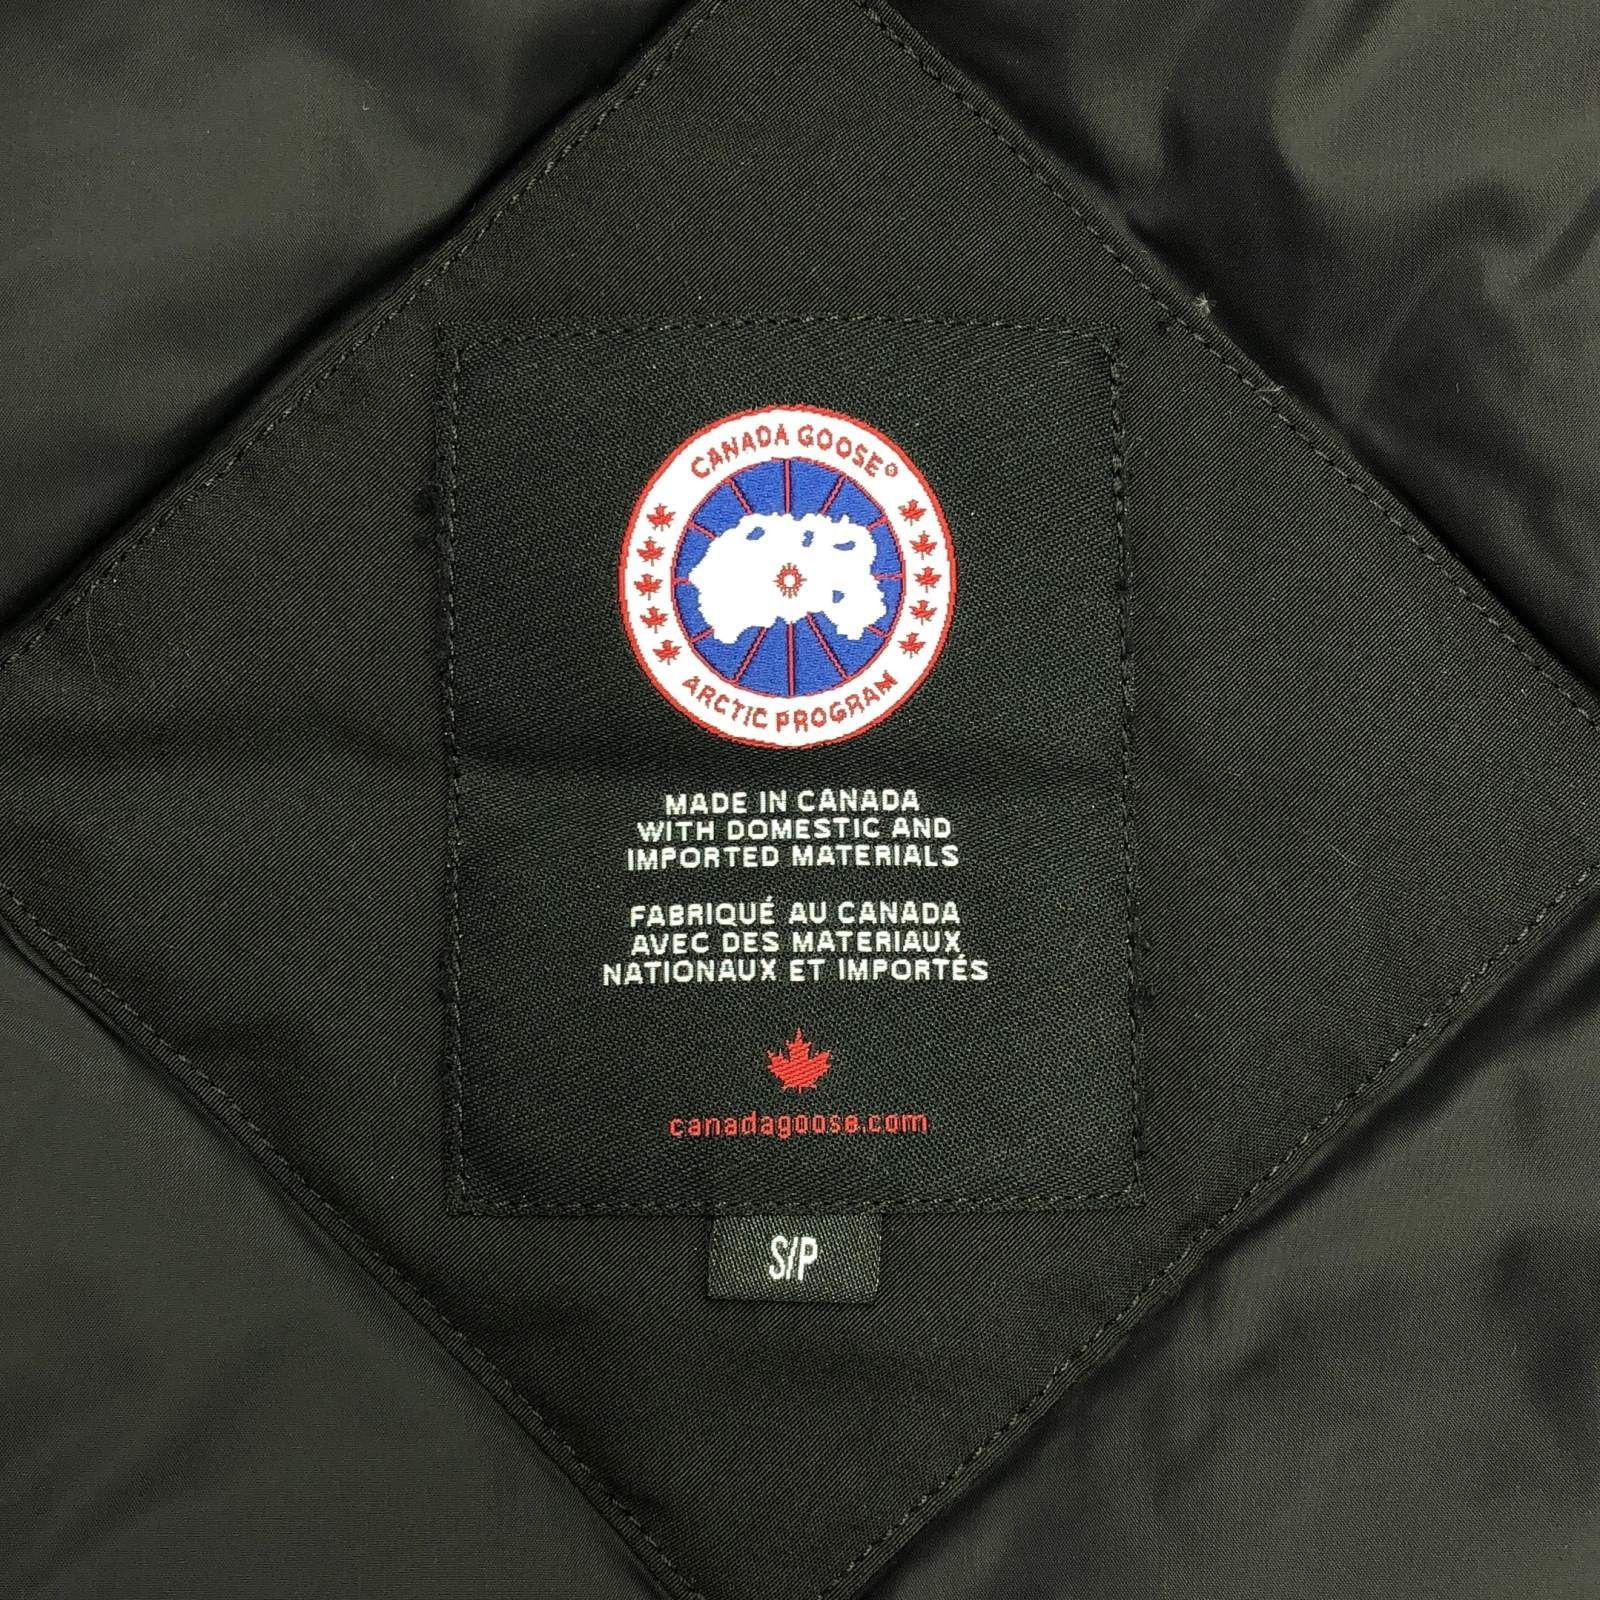 CANADA GOOSE®
ARCTIC PROGRAM
MADE IN CANADA
WITH DOMESTIC AND
IMPORTED MATERIALS
FABRIQUÉ AU CANADA
AVEC DES MATERIAUX
NATIONAUX ET IMPORTÉS
canadagoose.com
S/P